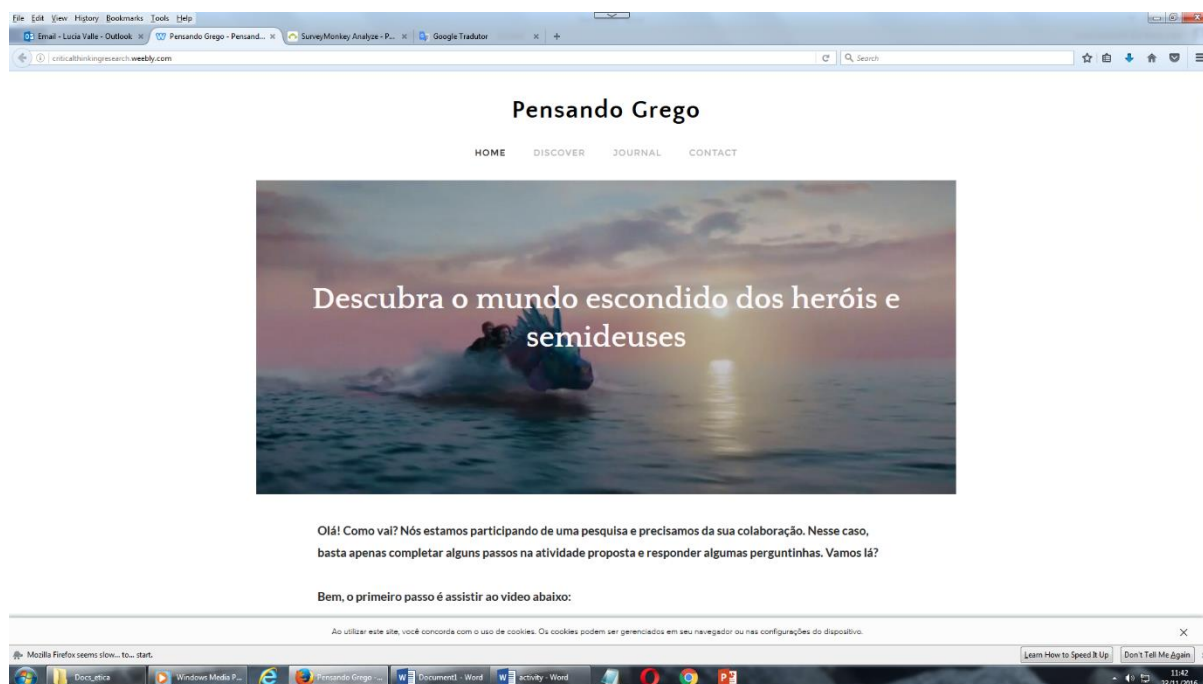 File Edit View History Bookmarks Tools Help
Email - Lucia Valle - Outlook × Pensando Grego - Pensand... × SurveyMonkey Analyze - P... × Google Tradutor × +
criticalthinkingresearch.weebly.com Search
Pensando Grego
HOME DISCOVER JOURNAL CONTACT
Descubra o mundo escondido dos heróis e
semideuses
Olá! Como vai? Nós estamos participando de uma pesquisa e precisamos da sua colaboração. Nesse caso,
basta apenas completar alguns passos na atividade proposta e responder algumas perguntinhas. Vamos lá?
Bem, o primeiro passo é assistir ao video abaixo:
Ao utilizar este site, você concorda com o uso de cookies. Os cookies podem ser gerenciados em seu navegador ou nas configurações do dispositivo. ×
Mozilla Firefox seems slow... to... start. Learn How to Speed It Up Don't Tell Me Again
Docs_etica Windows Media P... Pensando Grego -... Document1 - Word activity - Word 11:42
23/11/2016